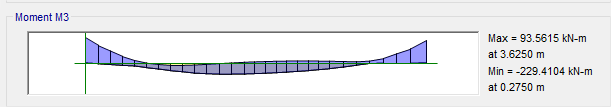 Moment M3
Max = 93.5615 kN-m
at 3.6250 m
Min = -229.4104 kN-m
at 0.2750 m